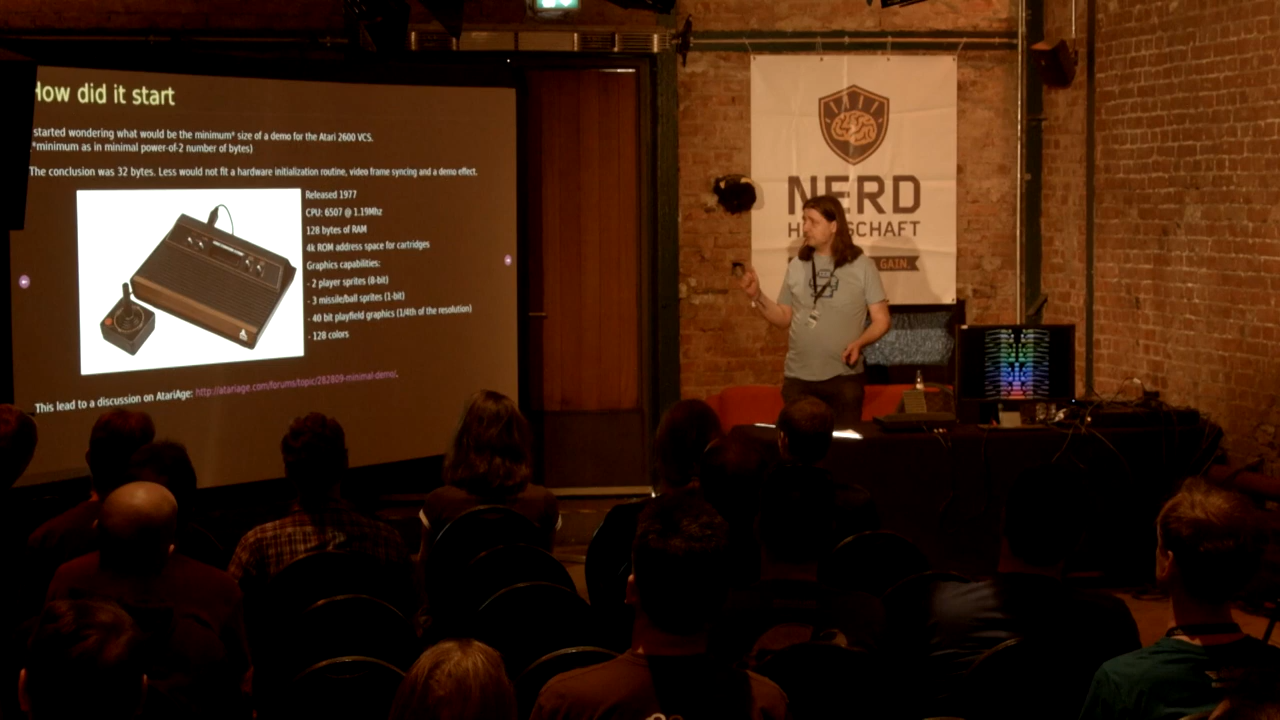 How did it start
started wondering what would be the minimum* size of a demo for the Atari 2600 VCS.
*minimum as in minimal power-of-2 number of bytes)
The conclusion was 32 bytes. Less would not fit a hardware initialization routine, video frame syncing and a demo effect.
Released 1977
CPU: 6507 @ 1.19Mhz
128 bytes of RAM
4k ROM address space for cartridges
Graphics capabilities:
- 2 player sprites (8-bit)
- 3 missile/ball sprites (1-bit)
- 40 bit playfield graphics (1/4th of the resolution)
- 128 colors
This lead to a discussion on AtariAge: http://atariage.com/forums/topic/282809-minimal-demo/.
NERD
H SCHAFT
GAIN.